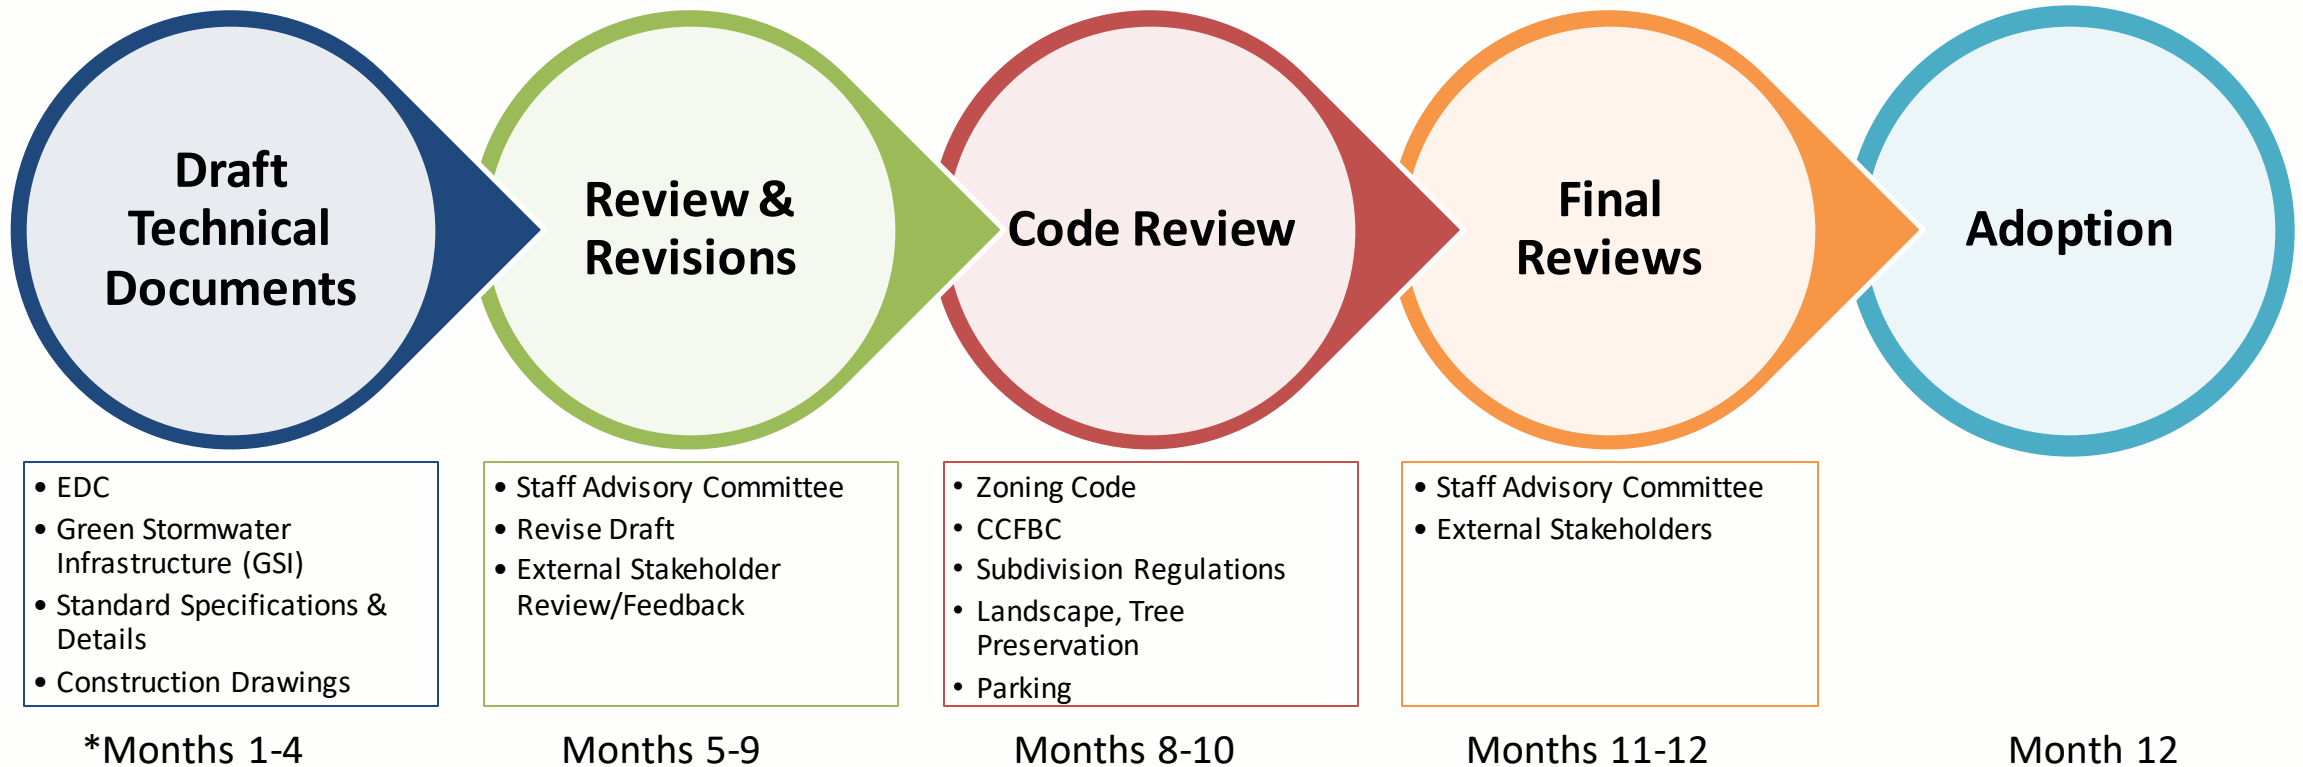 Draft
Technical
Documents
Review &
Revisions
Code Review
Final
Reviews
Adoption
• EDC
• Green Stormwater
Infrastructure (GSI)
• Standard Specifications &
Details
• Construction Drawings
• Staff Advisory Committee
• Revise Draft
• External Stakeholder
Review/Feedback
• Zoning Code
• CCFBC
• Subdivision Regulations
• Landscape, Tree
Preservation
• Parking
• Staff Advisory Committee
• External Stakeholders
*Months 1-4
Months 5-9
Months 8-10
Months 11-12
Month 12